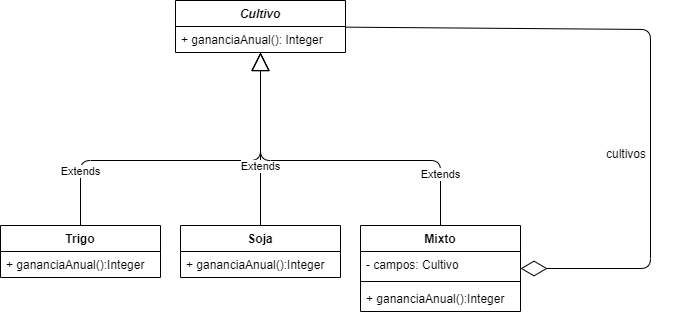 Cultivo
+ gananciaAnual(): Integer
cultivos
Extends
Extends
Extends
Trigo
+ gananciaAnual():Integer
Soja
+ gananciaAnual():Integer
Mixto
- campos: Cultivo
+ gananciaAnual():Integer